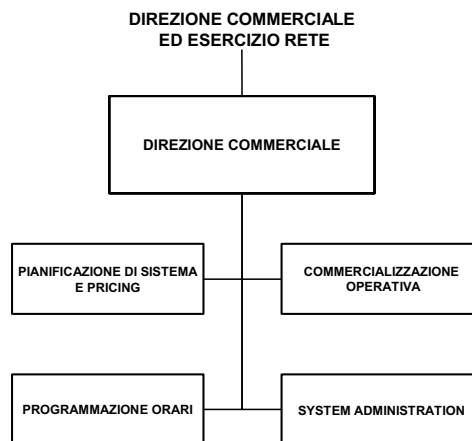 DIREZIONE COMMERCIALE
ED ESERCIZIO RETE
DIREZIONE COMMERCIALE
PIANIFICAZIONE DI SISTEMA
E PRICING
COMMERCIALIZZAZIONE
OPERATIVA
PROGRAMMAZIONE ORARI
SYSTEM ADMINISTRATION